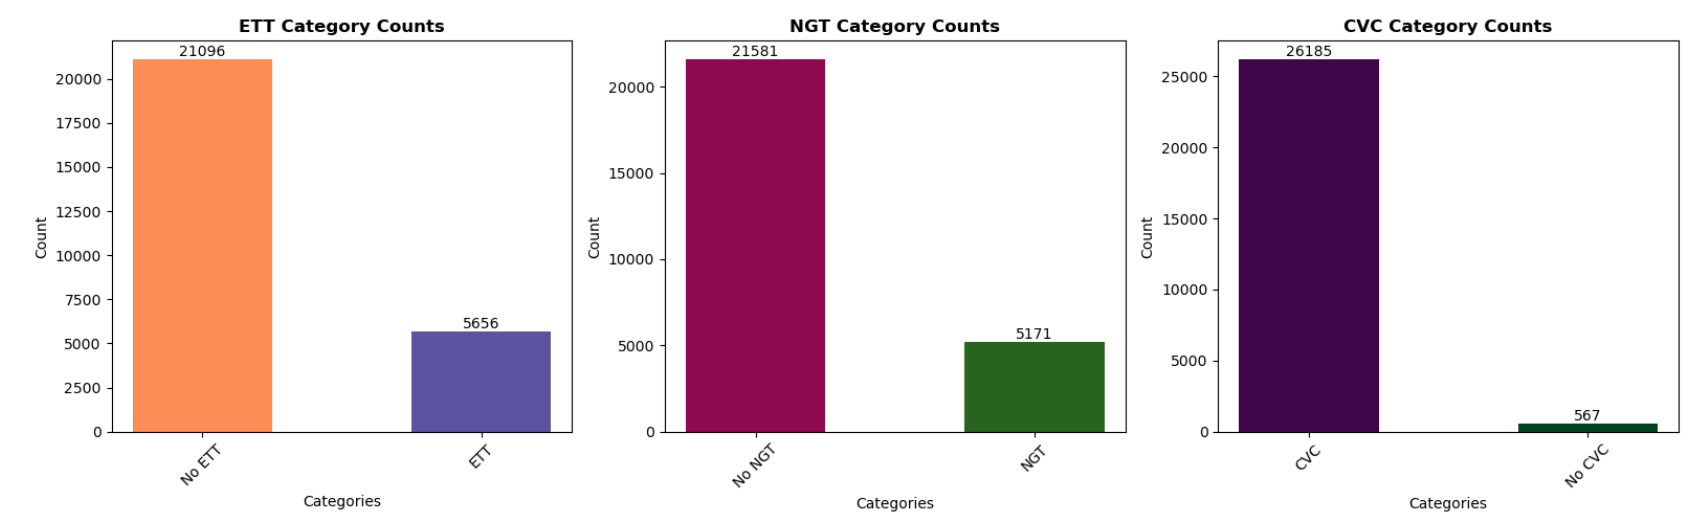 ETT Category Counts
21096
20000
17500
15000
12500
10000
7500
5000
2500
0
5656
Count
No ETT
ETT
Categories
NGT Category Counts
21581
20000
15000
10000
5000
0
5171
Count
No NGT
NGT
Categories
CVC Category Counts
26185
25000
20000
15000
10000
5000
0
567
Count
CVC
No CVC
Categories